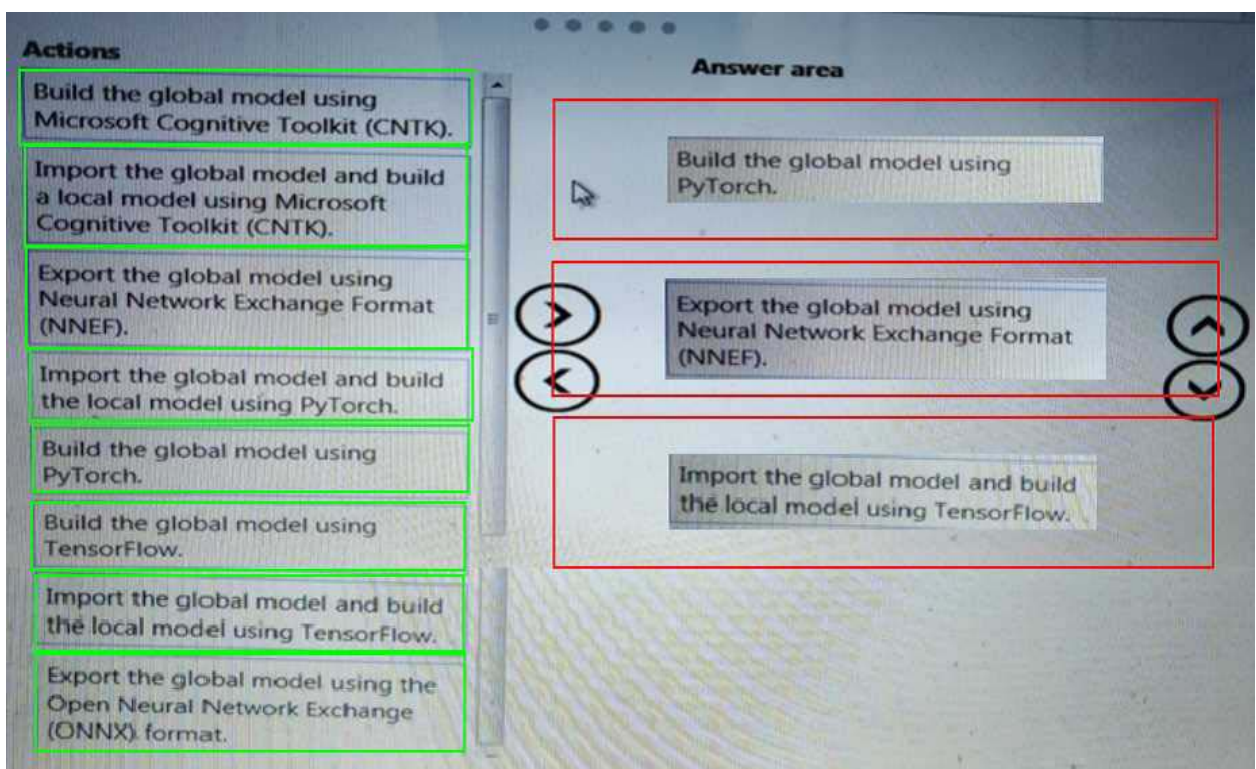 Actions
Build the global model using
Microsoft Cognitive Toolkit (CNTK).
Import the global model and build
a local model using Microsoft
Cognitive Toolkit (CNTK).
Export the global model using
Neural Network Exchange Format
(NNEF).
Import the global model and build
the local model using PyTorch.
Build the global model using
PyTorch.
Build the global model using
TensorFlow.
Import the global model and build
the local model using TensorFlow.
Export the global model using the
Open Neural Network Exchange
(ONNX) format.
Answer area
Build the global model using
PyTorch.
Export the global model using
Neural Network Exchange Format
(NNEF).
Import the global model and build
the local model using TensorFlow.